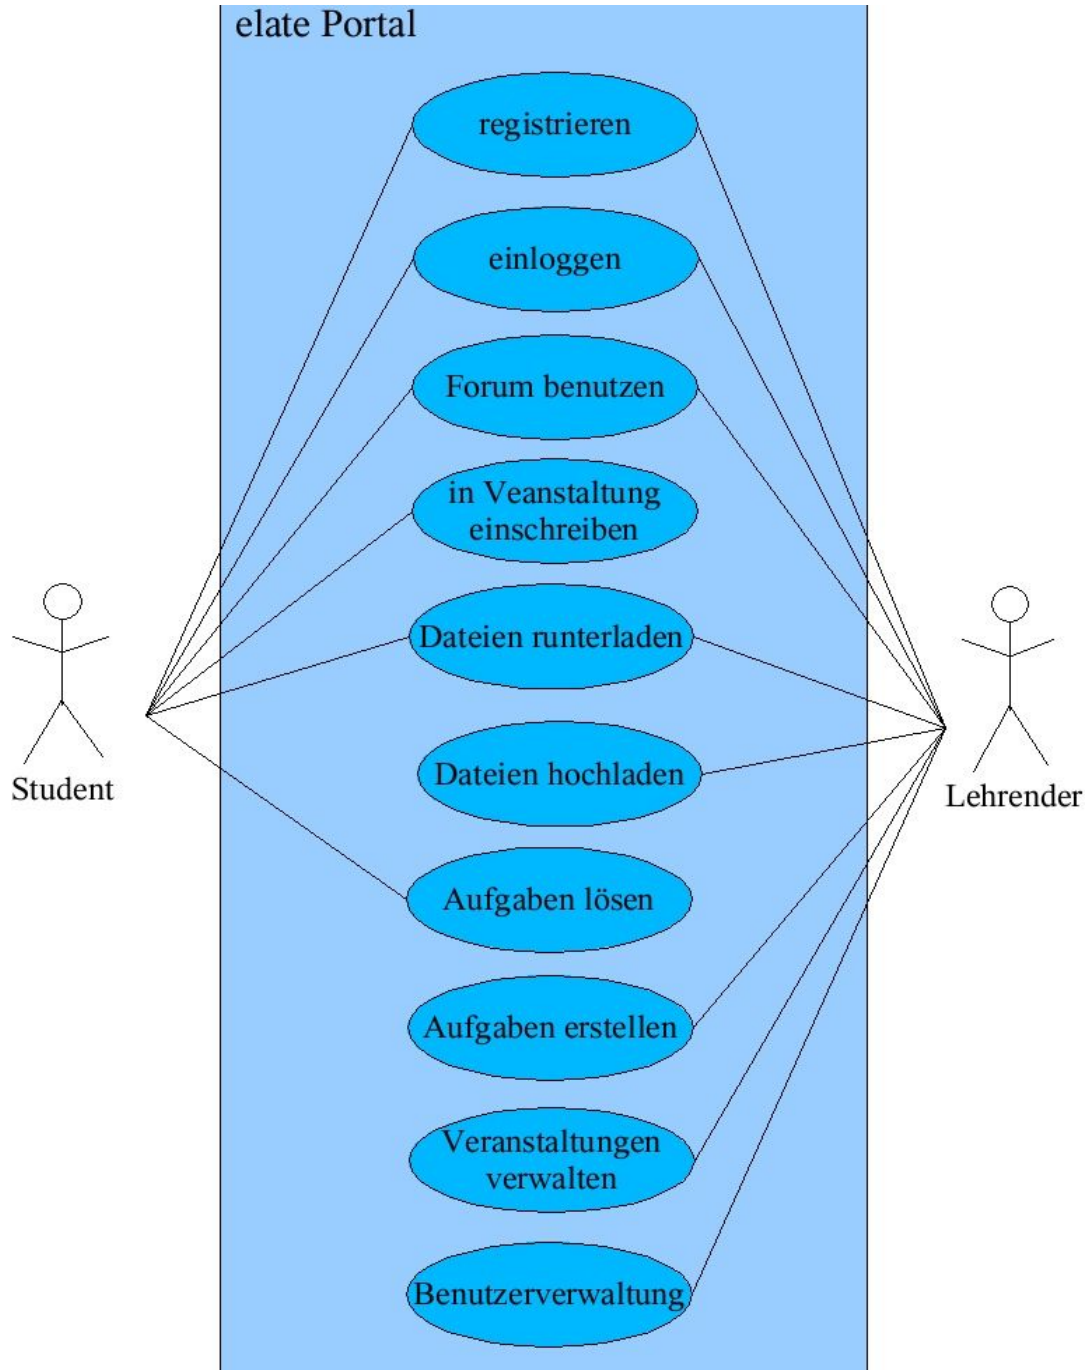 elate Portal
registrieren
einloggen
Forum benutzen
in Veanstaltung
einschreiben
Dateien runterladen
Dateien hochladen
Student
Lehrender
Aufgaben lösen
Aufgaben erstellen
Veranstaltungen
verwalten
Benutzerverwaltung